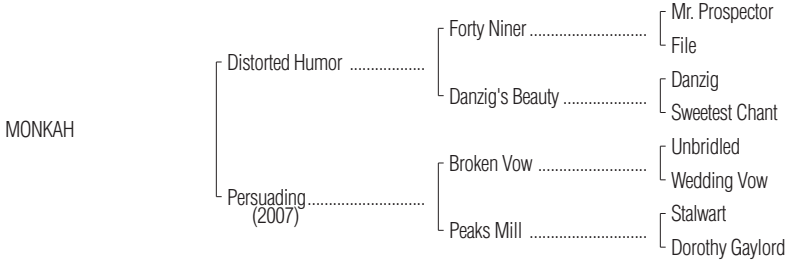 Mr. Prospector
Forty Niner ............................
File
Distorted Humor ..................
Danzig
Danzig's Beauty ....................
Sweetest Chant
MONKAH
Unbridled
Broken Vow ..........................
Wedding Vow
Persuading............................
(2007)
Stalwart
Peaks Mill ............................
Dorothy Gaylord